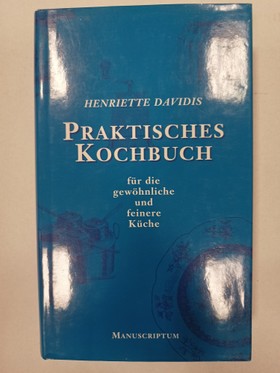 HENRIETTE DAVIDIS
PRAKTISCHES
KOCHBUCH
für die
gewöhnliche
und
feinere
Küche
MANUSCRIPTUM